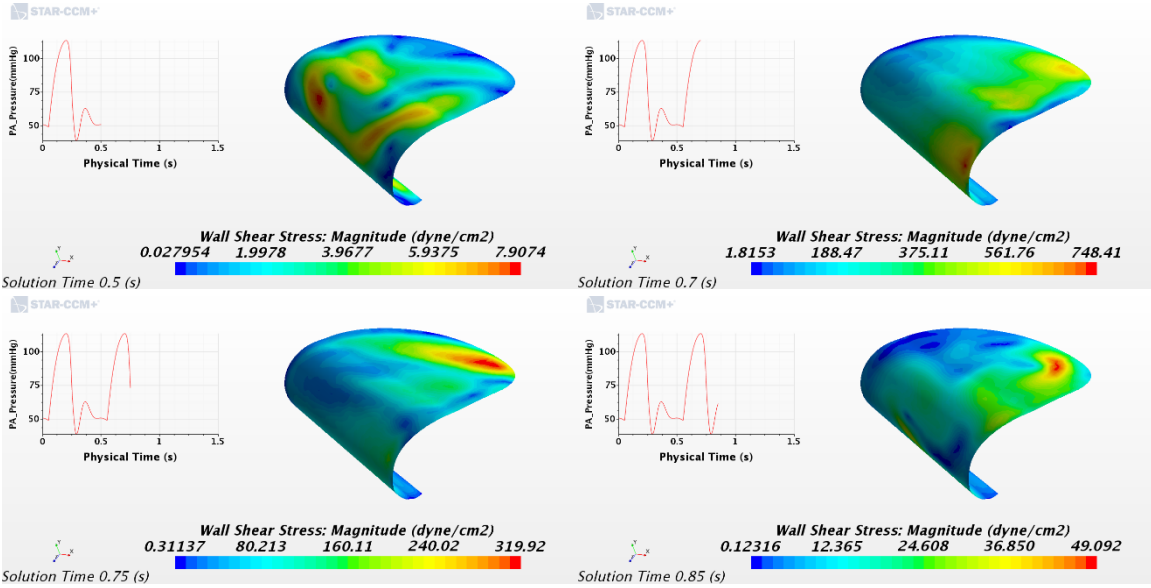 STAR-CCM+
PA_Pressure(mmHg)
100
75
50
0
0.5
1
1.5
Physical Time (s)
Wall Shear Stress: Magnitude (dyne/cm2)
0.027954 1.9978 3.9677 5.9375 7.9074
Y
X
Solution Time 0.5 (s)
STAR-CCM+
PA_Pressure(mmHg)
100
75
50
0
0.5
1
1.5
Physical Time (s)
Wall Shear Stress: Magnitude (dyne/cm2)
1.8153 188.47 375.11 561.76 748.41
Y
X
Solution Time 0.7 (s)
STAR-CCM+
PA_Pressure(mmHg)
100
75
50
0
0.5
1
1.5
Physical Time (s)
Wall Shear Stress: Magnitude (dyne/cm2)
0.31137 80.213 160.11 240.02 319.92
Y
X
Solution Time 0.75 (s)
STAR-CCM+
PA_Pressure(mmHg)
100
75
50
0
0.5
1
1.5
Physical Time (s)
Wall Shear Stress: Magnitude (dyne/cm2)
0.12316 12.365 24.608 36.850 49.092
Y
X
Solution Time 0.85 (s)